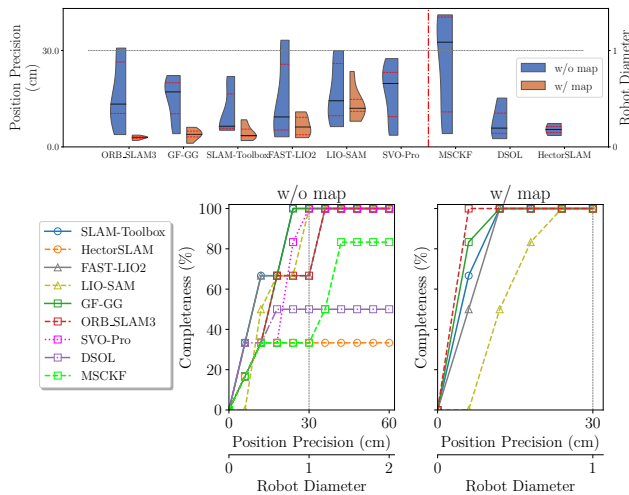 Position Precision
(cm)
30.0
0.0
Robot Diameter
1
0
w/o map
w/ map
ORB_SLAM3 GF-GG SLAM-Toolbox FAST-LIO2 LIO-SAM SVO-Pro MSCKF DSOL HectorSLAM
SLAM-Toolbox
HectorSLAM
FAST-LIO2
LIO-SAM
GF-GG
ORB_SLAM3
SVO-Pro
DSOL
MSCKF
w/o map
Completeness (%)
100
80
60
40
20
0
0 30 60
Position Precision (cm)
0 1 2
Robot Diameter
w/ map
Completeness (%)
0 30
Position Precision (cm)
0 1
Robot Diameter